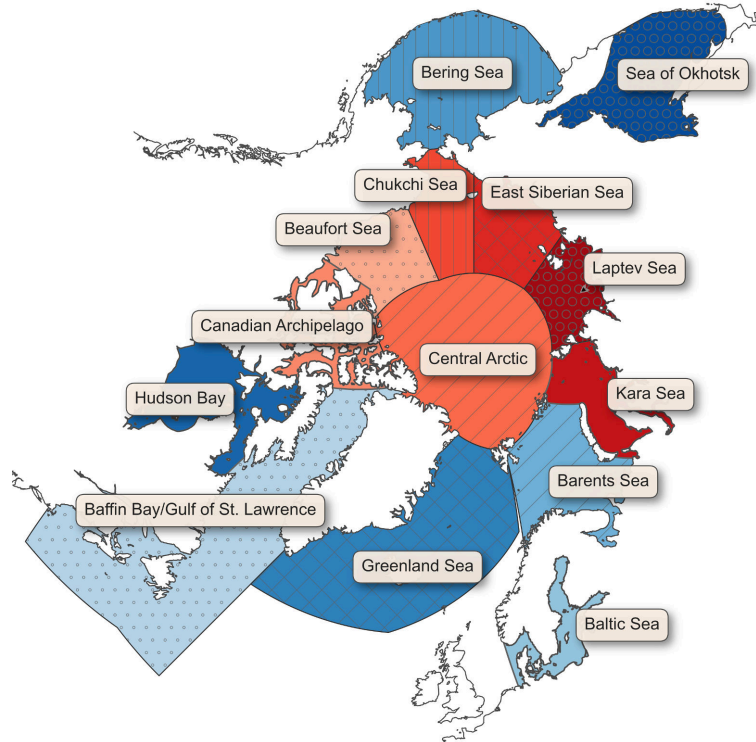 Bering Sea
Sea of Okhotsk
Chukchi Sea
East Siberian Sea
Beaufort Sea
Laptev Sea
Canadian Archipelago
Central Arctic
Hudson Bay
Kara Sea
Barents Sea
Baffin Bay/Gulf of St. Lawrence
Greenland Sea
Baltic Sea